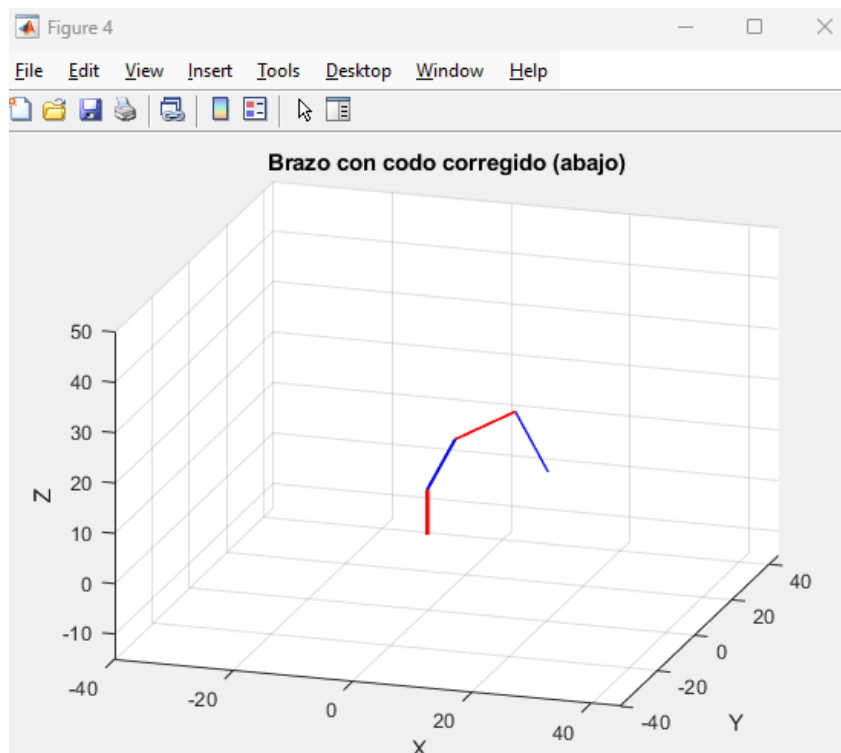 Figure 4
File Edit View Insert Tools Desktop Window Help
Brazo con codo corregido (abajo)
50
40
30
20
10
0
-10
Z
-40
-20
0
20
40
X
-40
-20
0
20
40
Y